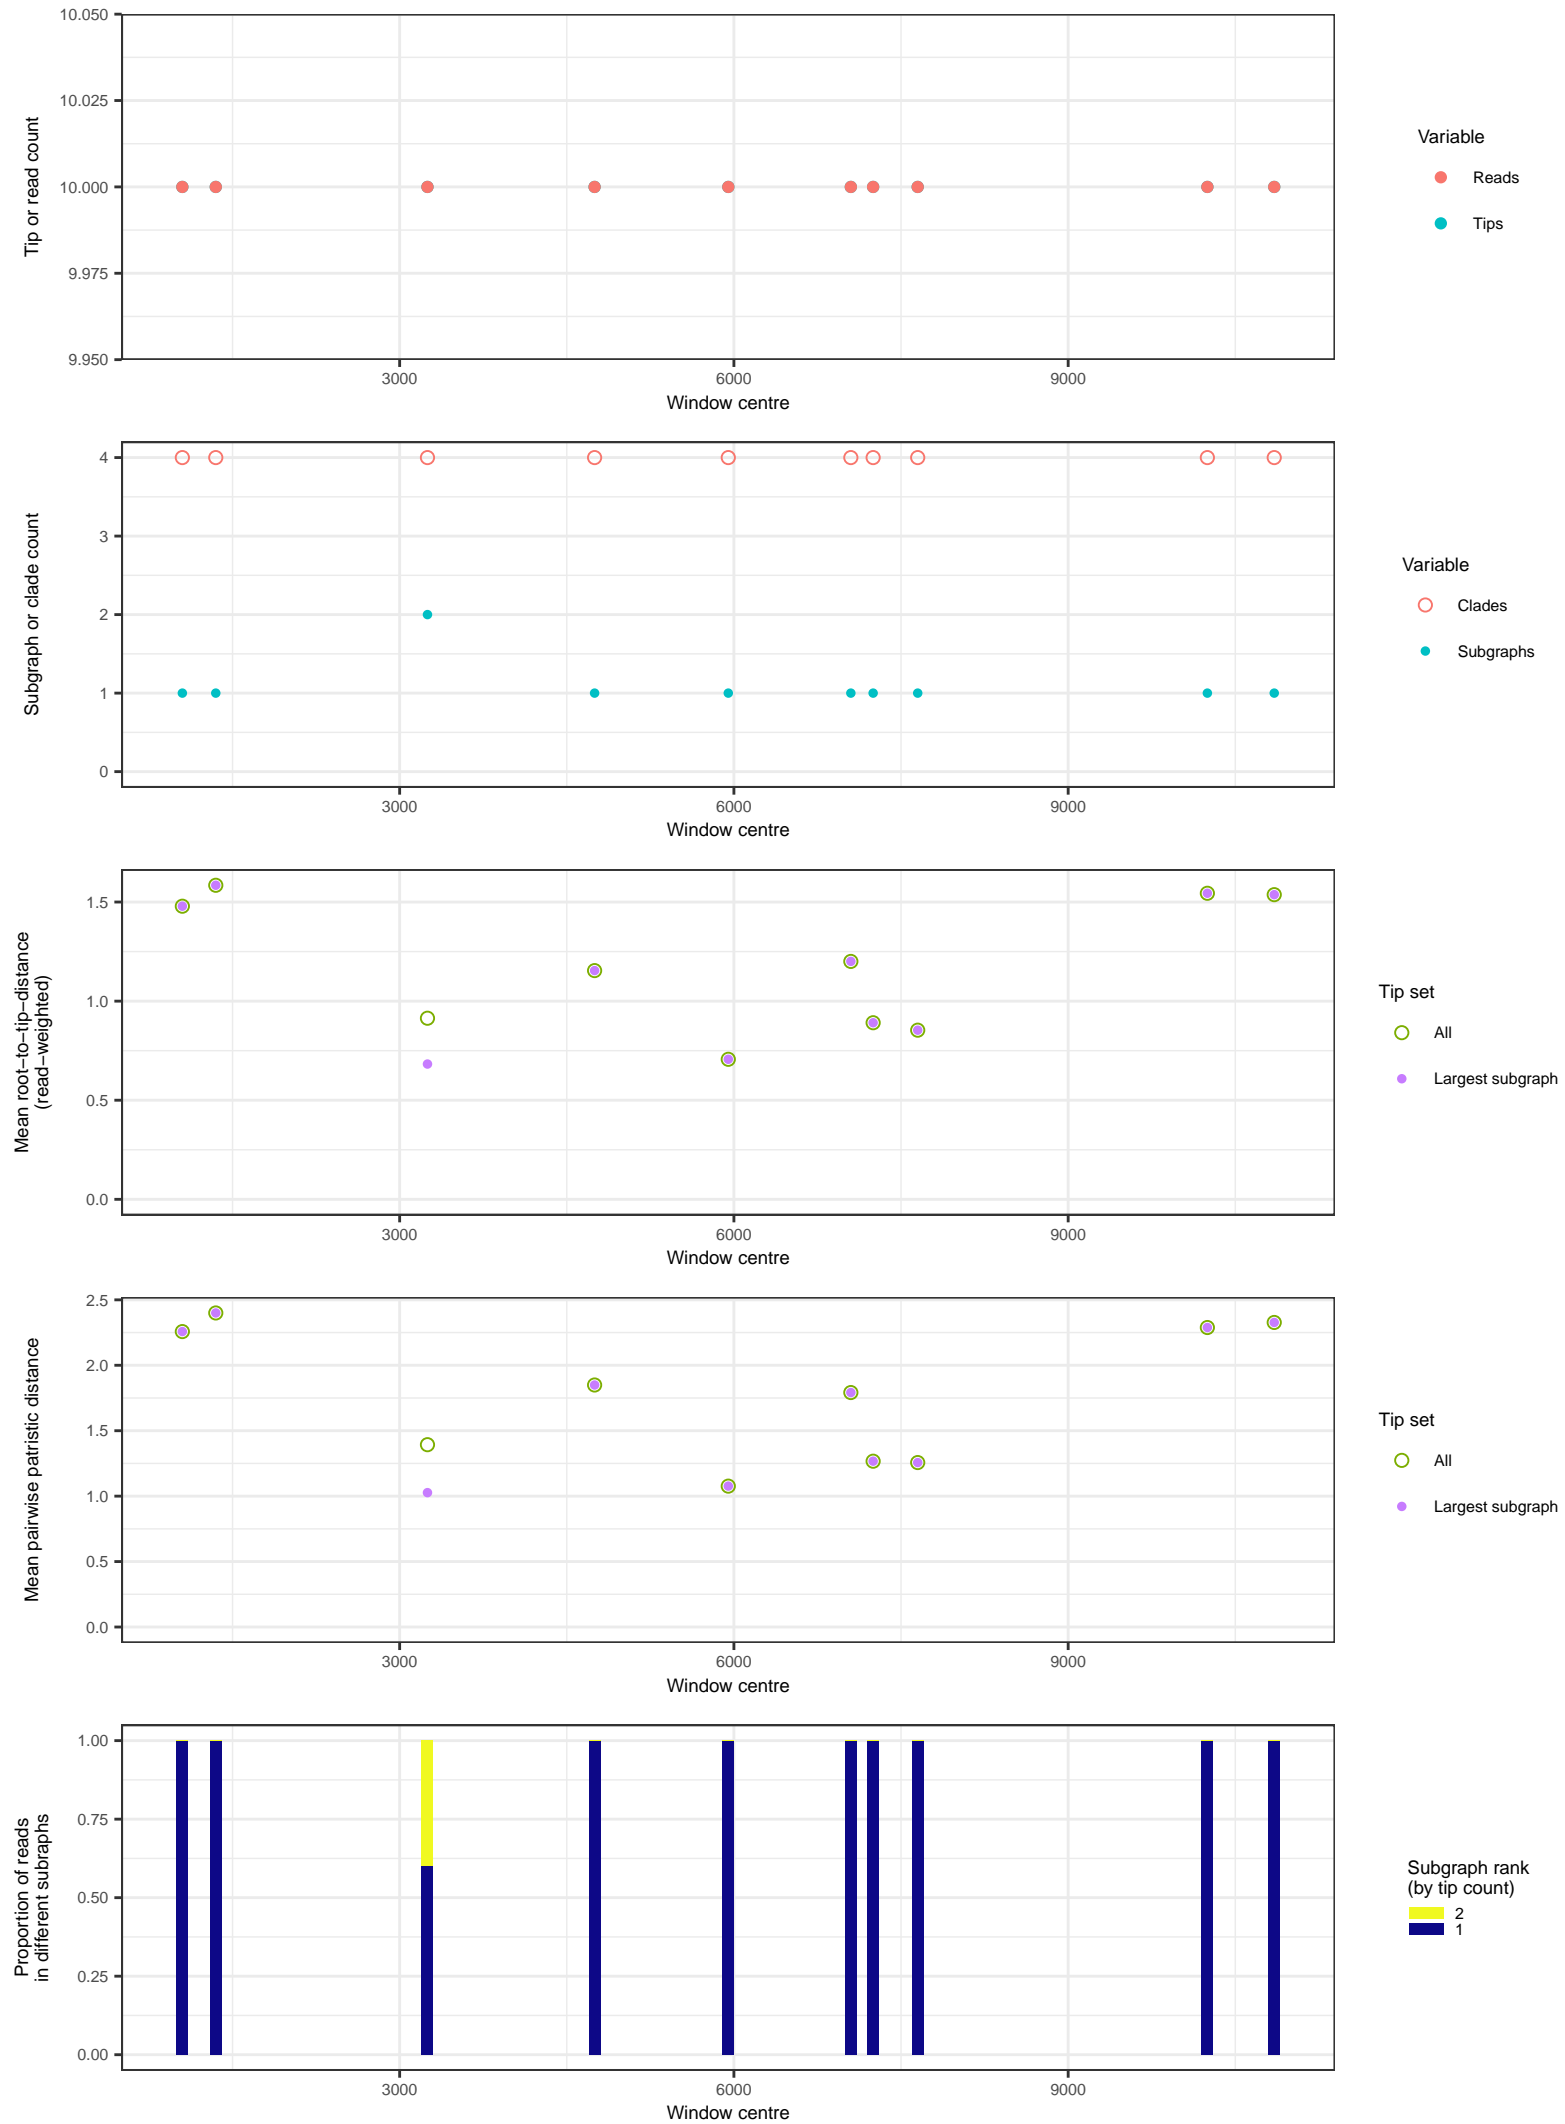 10.050
10.025
10.000
9.975
9.950
Tip or read count
3000
6000
9000
Window centre
Variable
Reads
Tips
4
3
2
1
0
Subgraph or clade count
3000
6000
9000
Window centre
Variable
Clades
Subgraphs
1.5
1.0
0.5
0.0
Mean root−to−tip−distance
(read−weighted)
3000
6000
9000
Window centre
Tip set
All
Largest subgraph
2.5
2.0
1.5
1.0
0.5
0.0
Mean pairwise patristic distance
3000
6000
9000
Window centre
Tip set
All
Largest subgraph
1.00
0.75
0.50
0.25
0.00
Proportion of reads
in different subraphs
3000
6000
9000
Window centre
Subgraph rank
(by tip count)
2
1